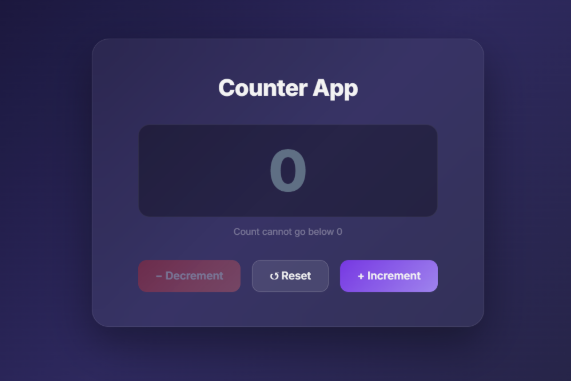 Counter App
0
Count cannot go below 0
− Decrement
↺ Reset
+ Increment